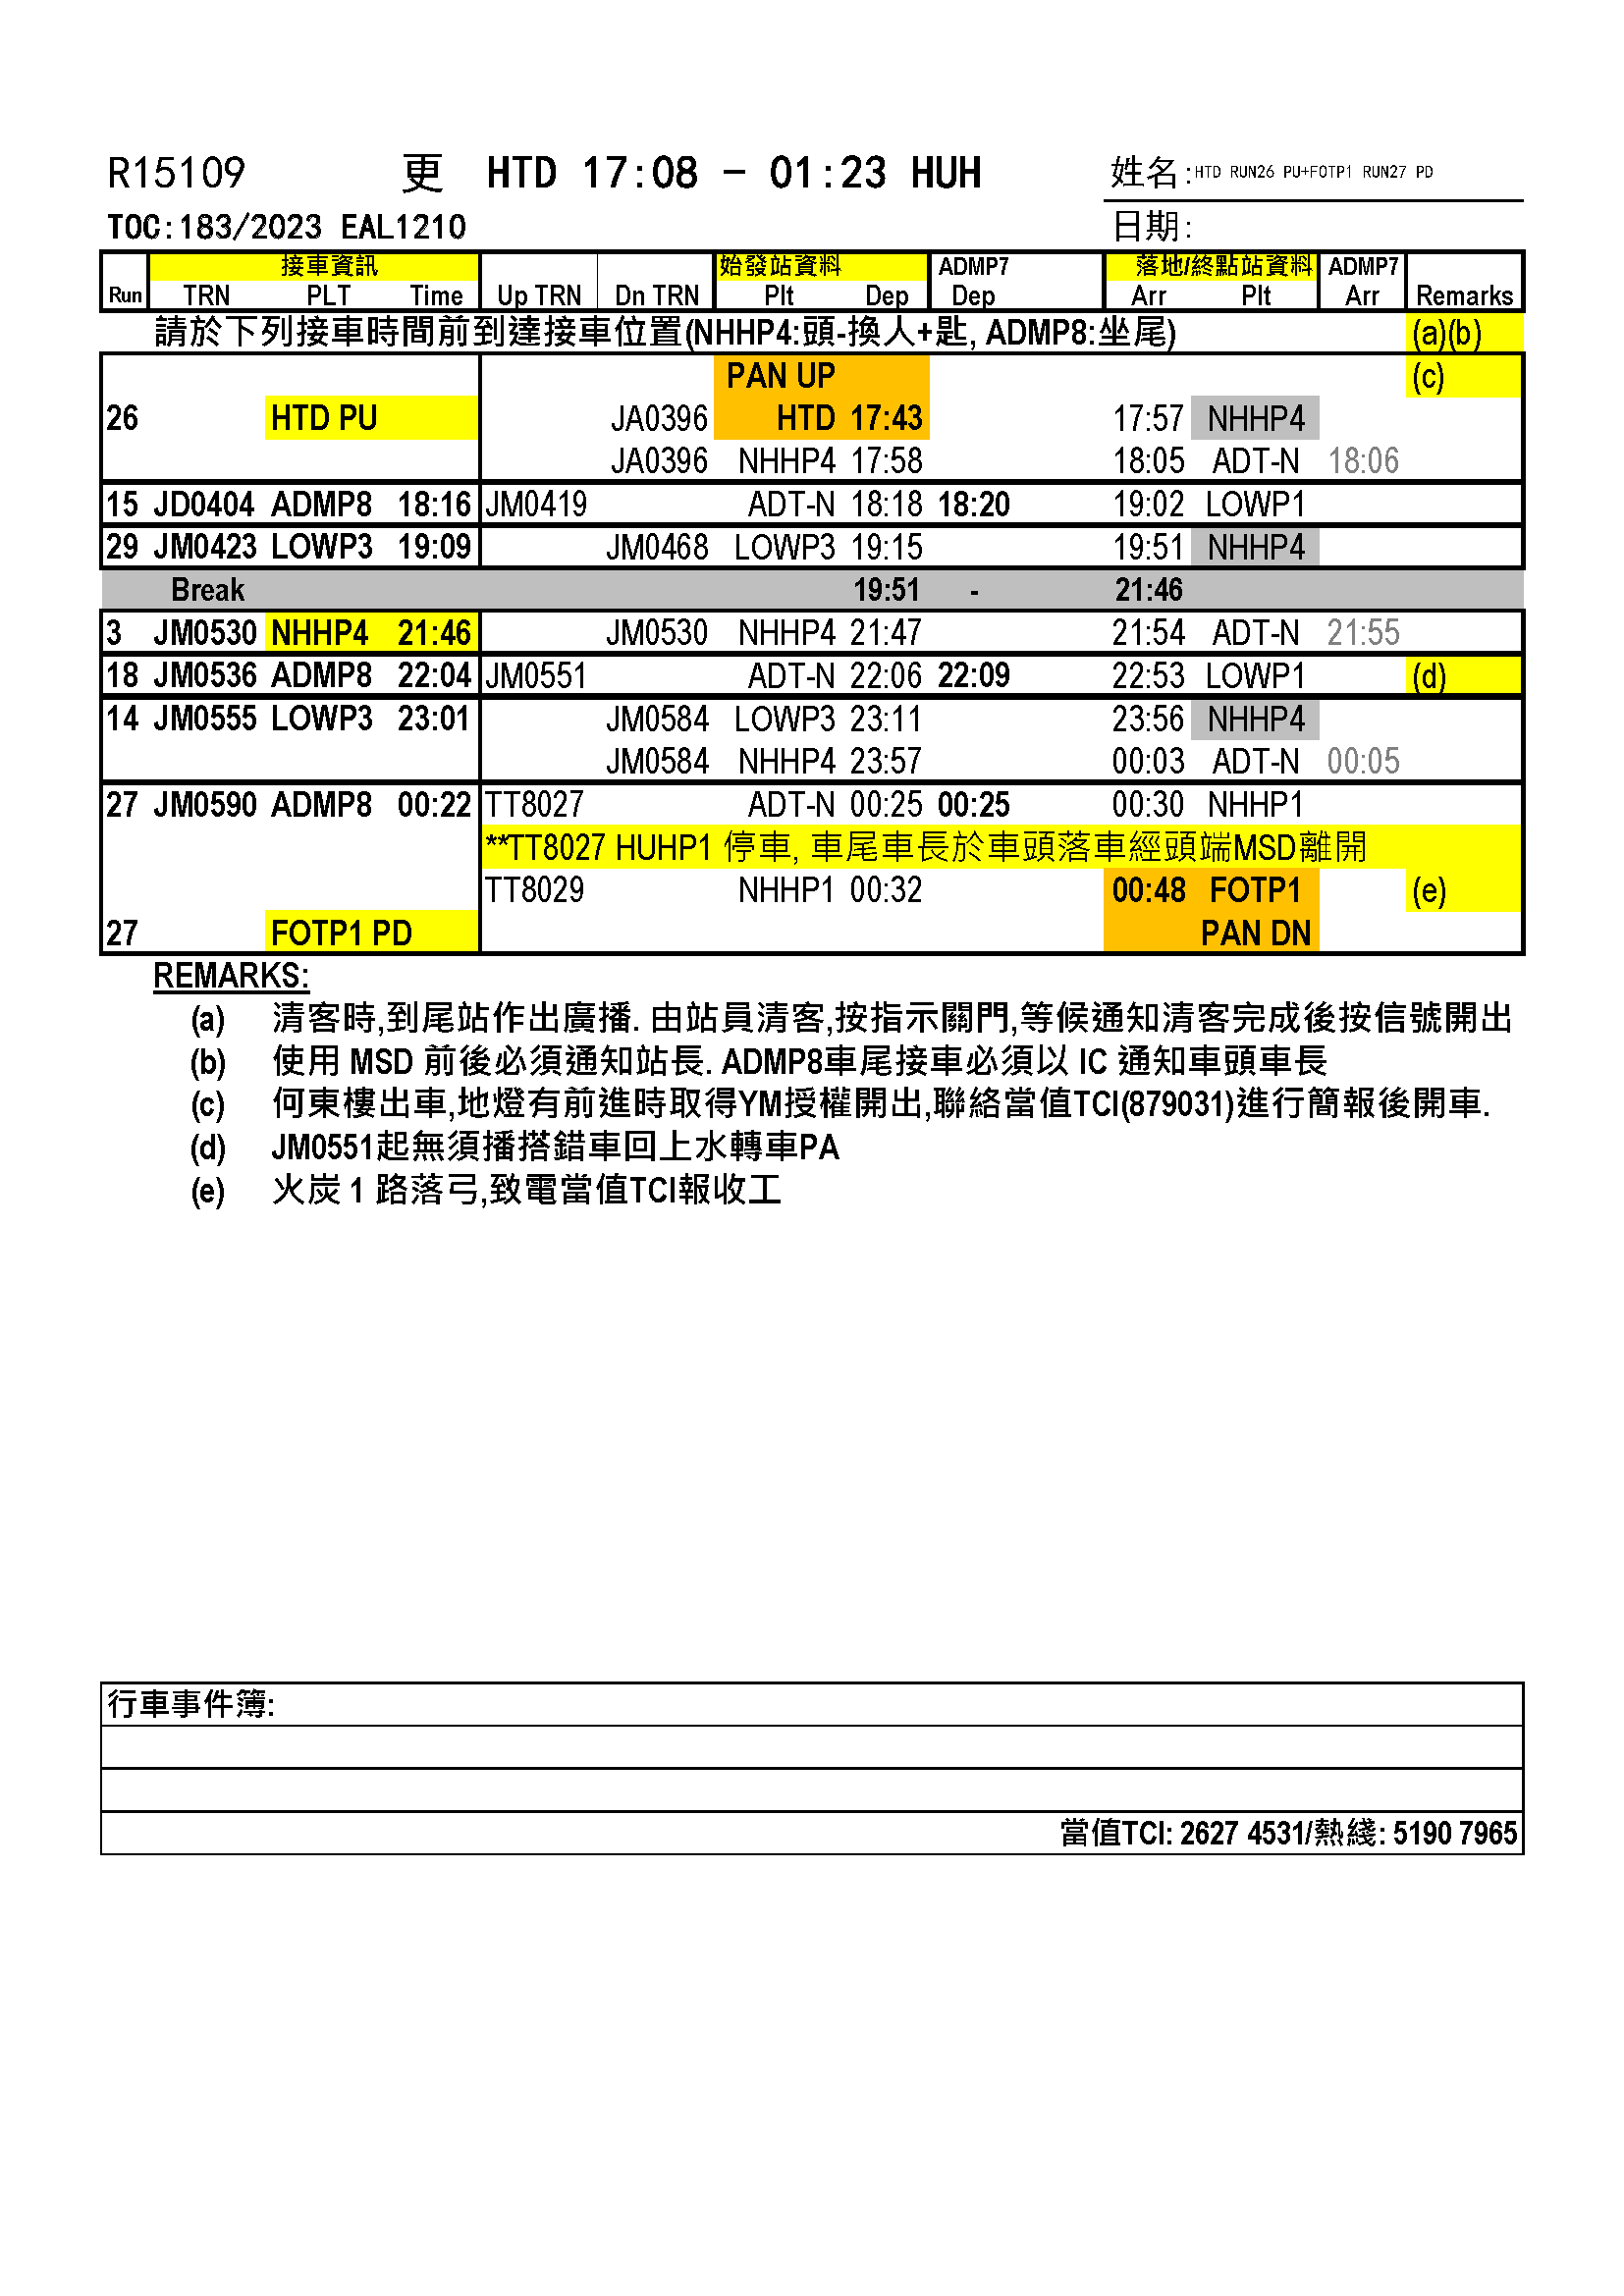 R15109 更 HTD 17:08 - 01:23 HUH 姓名:HTD RUN26 PU+FOTP1 RUN27 PD
TOC:183/2023 EAL1210 日期:
接車資訊 始發站資料 ADMP7 落地/終點站資料 ADMP7
Run TRN PLT Time Up TRN Dn TRN Plt Dep Dep Arr Plt Arr Remarks
請於下列接車時間前到達接車位置(NHHP4:頭-換人+匙, ADMP8:坐尾) (a)(b)
PAN UP (c)
26 HTD PU JA0396 HTD 17:43 17:57 NHHP4
JA0396 NHHP4 17:58 18:05 ADT-N 18:06
15 JD0404 ADMP8 18:16 JM0419 ADT-N 18:18 18:20 19:02 LOWP1
29 JM0423 LOWP3 19:09 JM0468 LOWP3 19:15 19:51 NHHP4
Break 19:51 - 21:46
3 JM0530 NHHP4 21:46 JM0530 NHHP4 21:47 21:54 ADT-N 21:55
18 JM0536 ADMP8 22:04 JM0551 ADT-N 22:06 22:09 22:53 LOWP1 (d)
14 JM0555 LOWP3 23:01 JM0584 LOWP3 23:11 23:56 NHHP4
JM0584 NHHP4 23:57 00:03 ADT-N 00:05
27 JM0590 ADMP8 00:22 TT8027 ADT-N 00:25 00:25 00:30 NHHP1
**TT8027 HUHP1 停車, 車尾車長於車頭落車經頭端MSD離開
TT8029 NHHP1 00:32 00:48 FOTP1 (e)
27 FOTP1 PD PAN DN
REMARKS:
(a) 清客時,到尾站作出廣播. 由站員清客,按指示關門,等候通知清客完成後按信號開出
(b) 使用 MSD 前後必須通知站長. ADMP8車尾接車必須以 IC 通知車頭車長
(c) 何東樓出車,地燈有前進時取得YM授權開出,聯絡當值TCI(879031)進行簡報後開車.
(d) JM0551起無須播搭錯車回上水轉車PA
(e) 火炭 1 路落弓,致電當值TCI報收工
行車事件簿:
當值TCI: 2627 4531/熱綫: 5190 7965